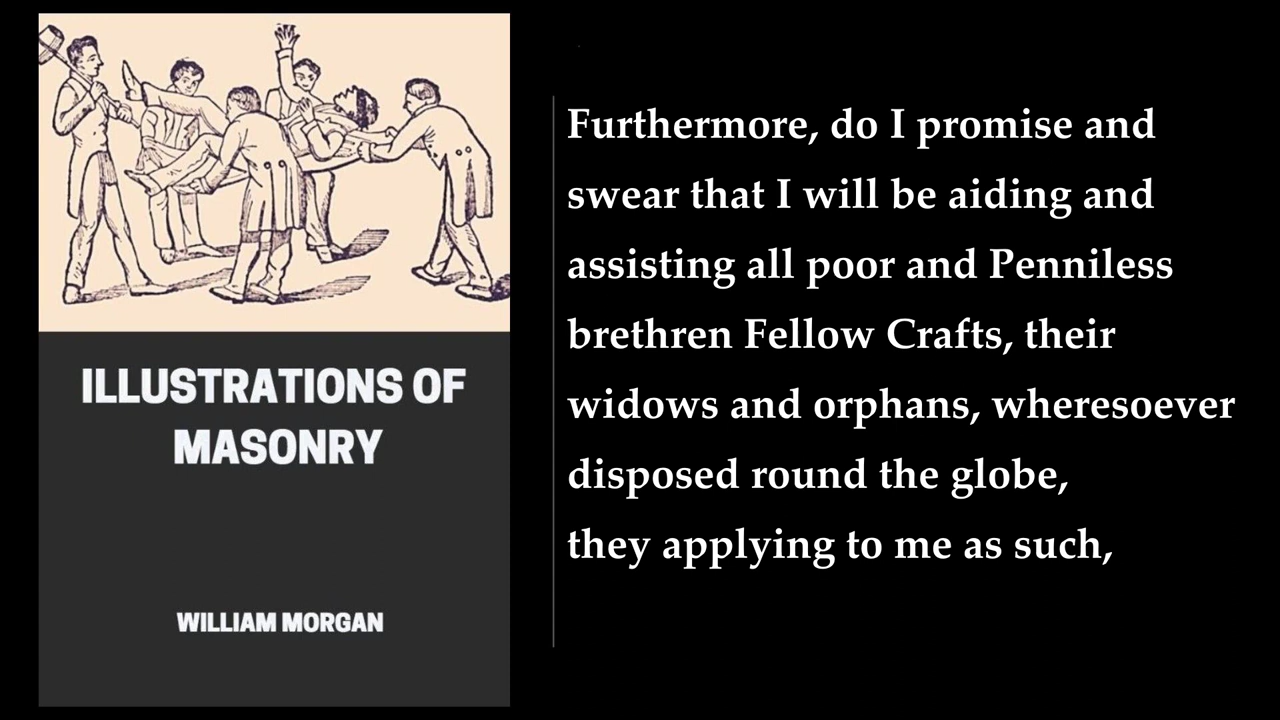 ILLUSTRATIONS OF
MASONRY
WILLIAM MORGAN
Furthermore, do I promise and
swear that I will be aiding and
assisting all poor and Penniless
brethren Fellow Crafts, their
widows and orphans, wheresoever
disposed round the globe,
they applying to me as such,